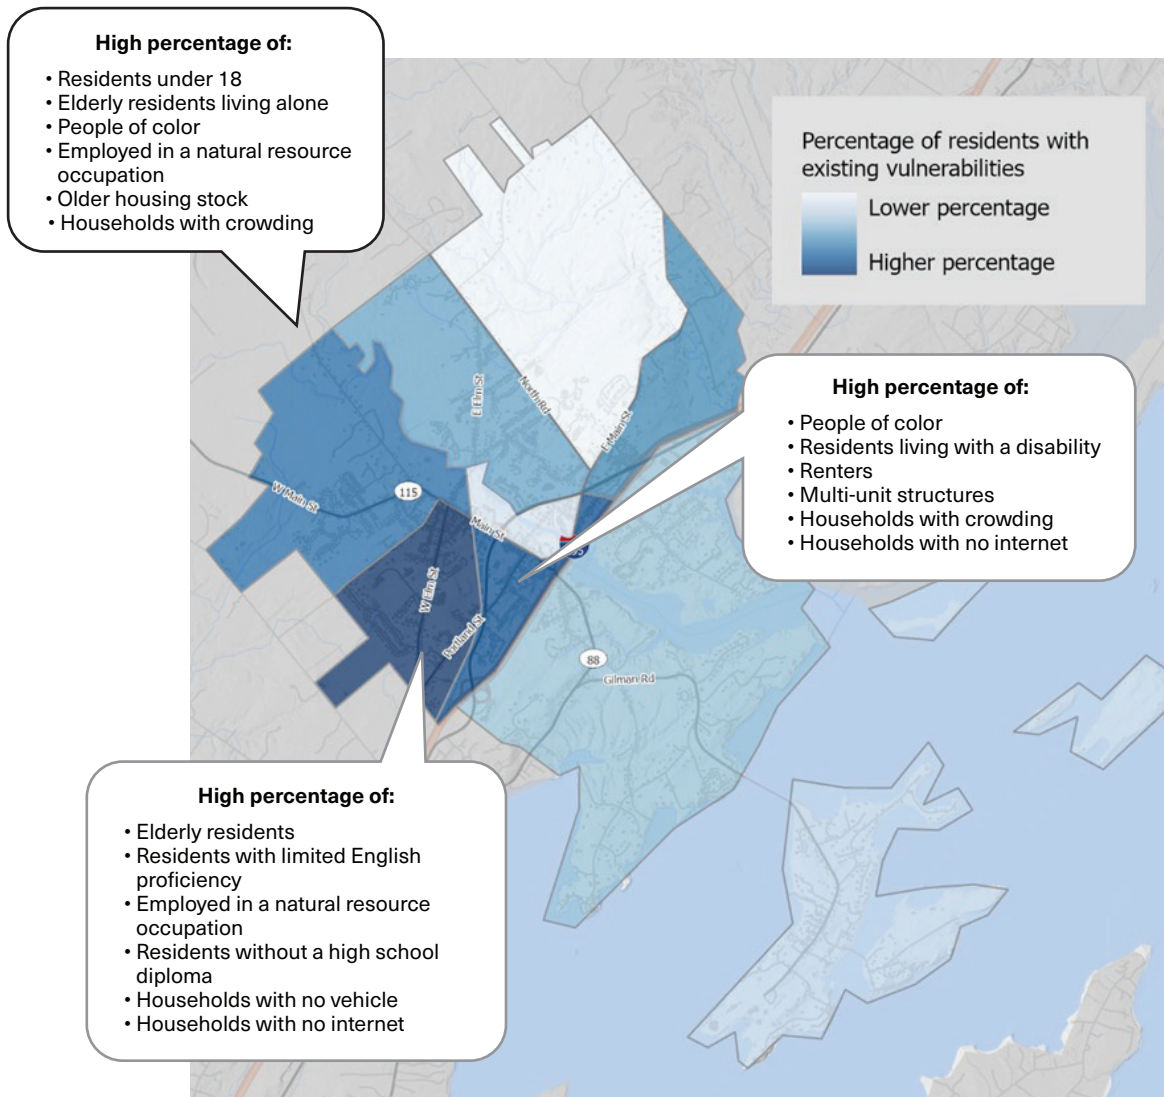 High percentage of:
• Residents under 18
• Elderly residents living alone
• People of color
• Employed in a natural resource
occupation
• Older housing stock
• Households with crowding
Percentage of residents with
existing vulnerabilities
Lower percentage
Higher percentage
E Elm St
North Rd
E Main St
High percentage of:
• People of color
• Residents living with a disability
• Renters
• Multi-unit structures
• Households with crowding
• Households with no internet
W Main St
115
Main St
W Elm St
Portland St
88
Gilman Rd
High percentage of:
• Elderly residents
• Residents with limited English
proficiency
• Employed in a natural resource
occupation
• Residents without a high school
diploma
• Households with no vehicle
• Households with no internet